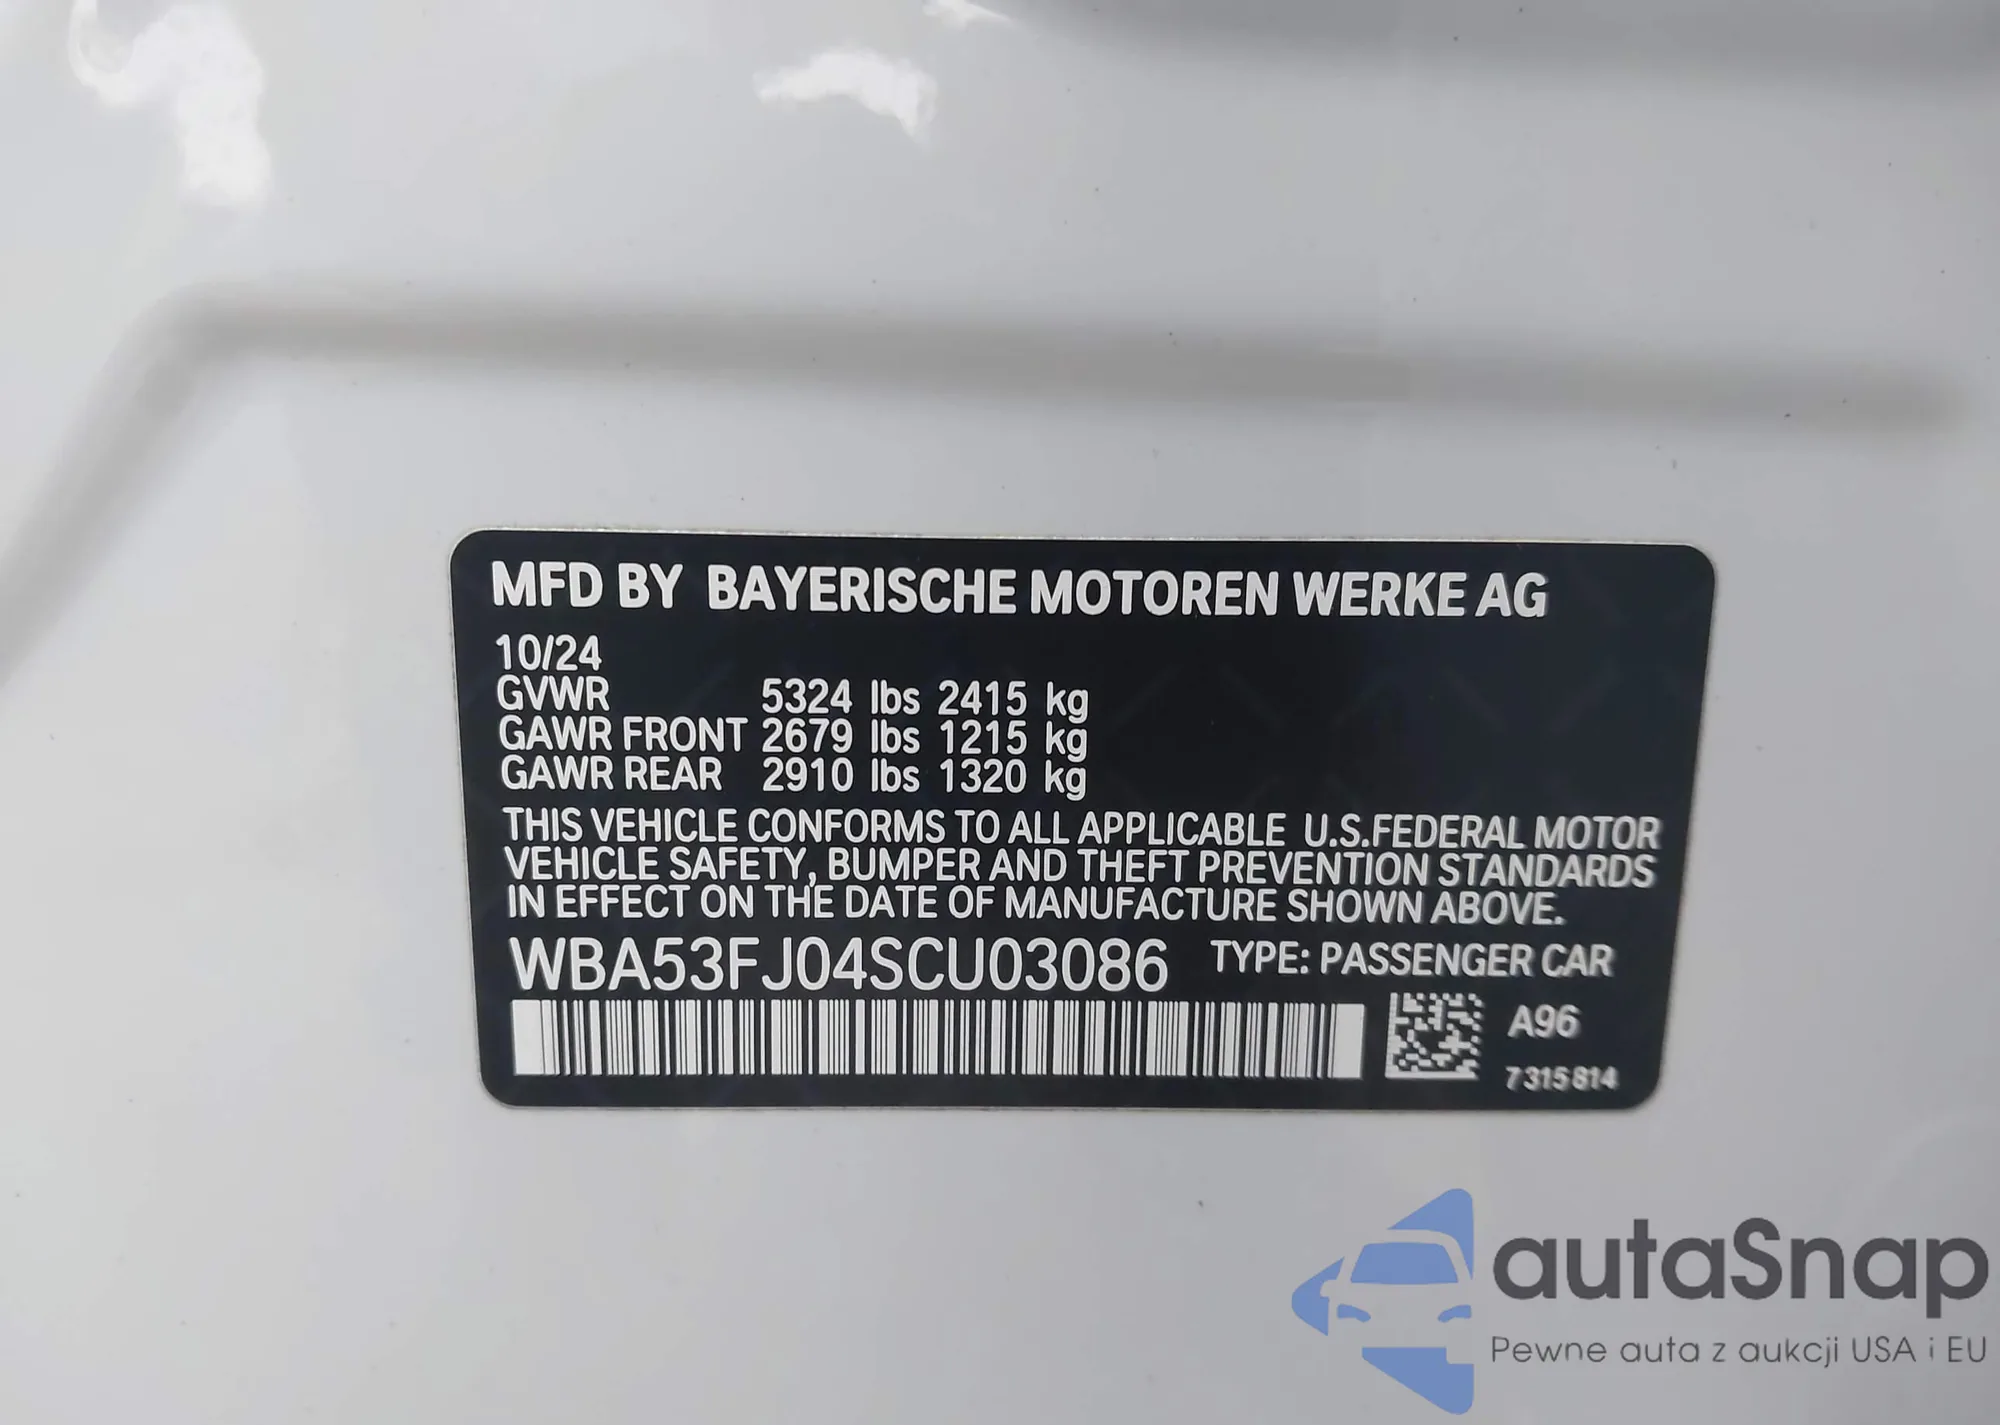 MFD BY BAYERISCHE MOTOREN WERKE AG
10/24
GVWR 5324 lbs 2415 kg
GAWR FRONT 2679 lbs 1215 kg
GAWR REAR 2910 lbs 1320 kg
THIS VEHICLE CONFORMS TO ALL APPLICABLE U.S.FEDERAL MOTOR
VEHICLE SAFETY, BUMPER AND THEFT PREVENTION STANDARDS
IN EFFECT ON THE DATE OF MANUFACTURE SHOWN ABOVE.
WBA53FJ04SCU03086 TYPE: PASSENGER CAR
A96
7315814
autaSnap
Pewne auta z aukcji USA i EU